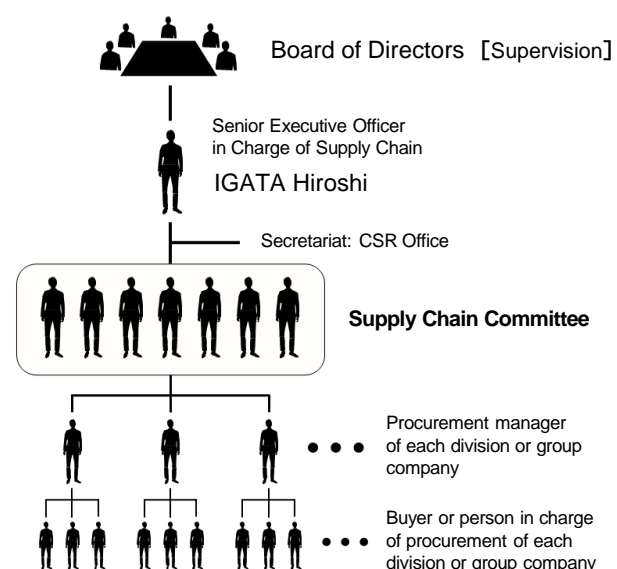 Board of Directors［Supervision］
Senior Executive Officer
in Charge of Supply Chain
IGATA Hiroshi
Secretariat: CSR Office
Supply Chain Committee
Procurement manager
of each division or group
company
Buyer or person in charge
of procurement of each
division or group company